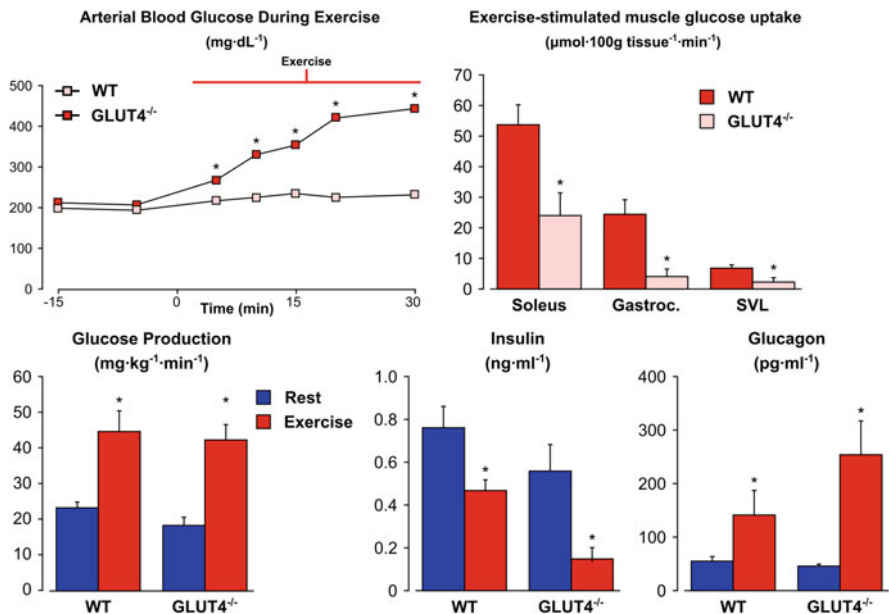 Arterial Blood Glucose During Exercise
(mg·dL⁻¹)
Exercise
WT
GLUT4⁻/⁻
500
400
300
200
100
0
* * * * *
-15 0 15 30
Time (min)
Exercise-stimulated muscle glucose uptake
(µmol·100g tissue⁻¹·min⁻¹)
WT
GLUT4⁻/⁻
70
60
50
40
30
20
10
0
* * *
Soleus Gastroc. SVL
Glucose Production
(mg·kg⁻¹·min⁻¹)
Rest
Exercise
60
50
40
30
20
10
0
* *
WT GLUT4⁻/⁻
Insulin
(ng·ml⁻¹)
1.0
0.8
0.6
0.4
0.2
0
* *
WT GLUT4⁻/⁻
Glucagon
(pg·ml⁻¹)
400
300
200
100
0
* *
WT GLUT4⁻/⁻